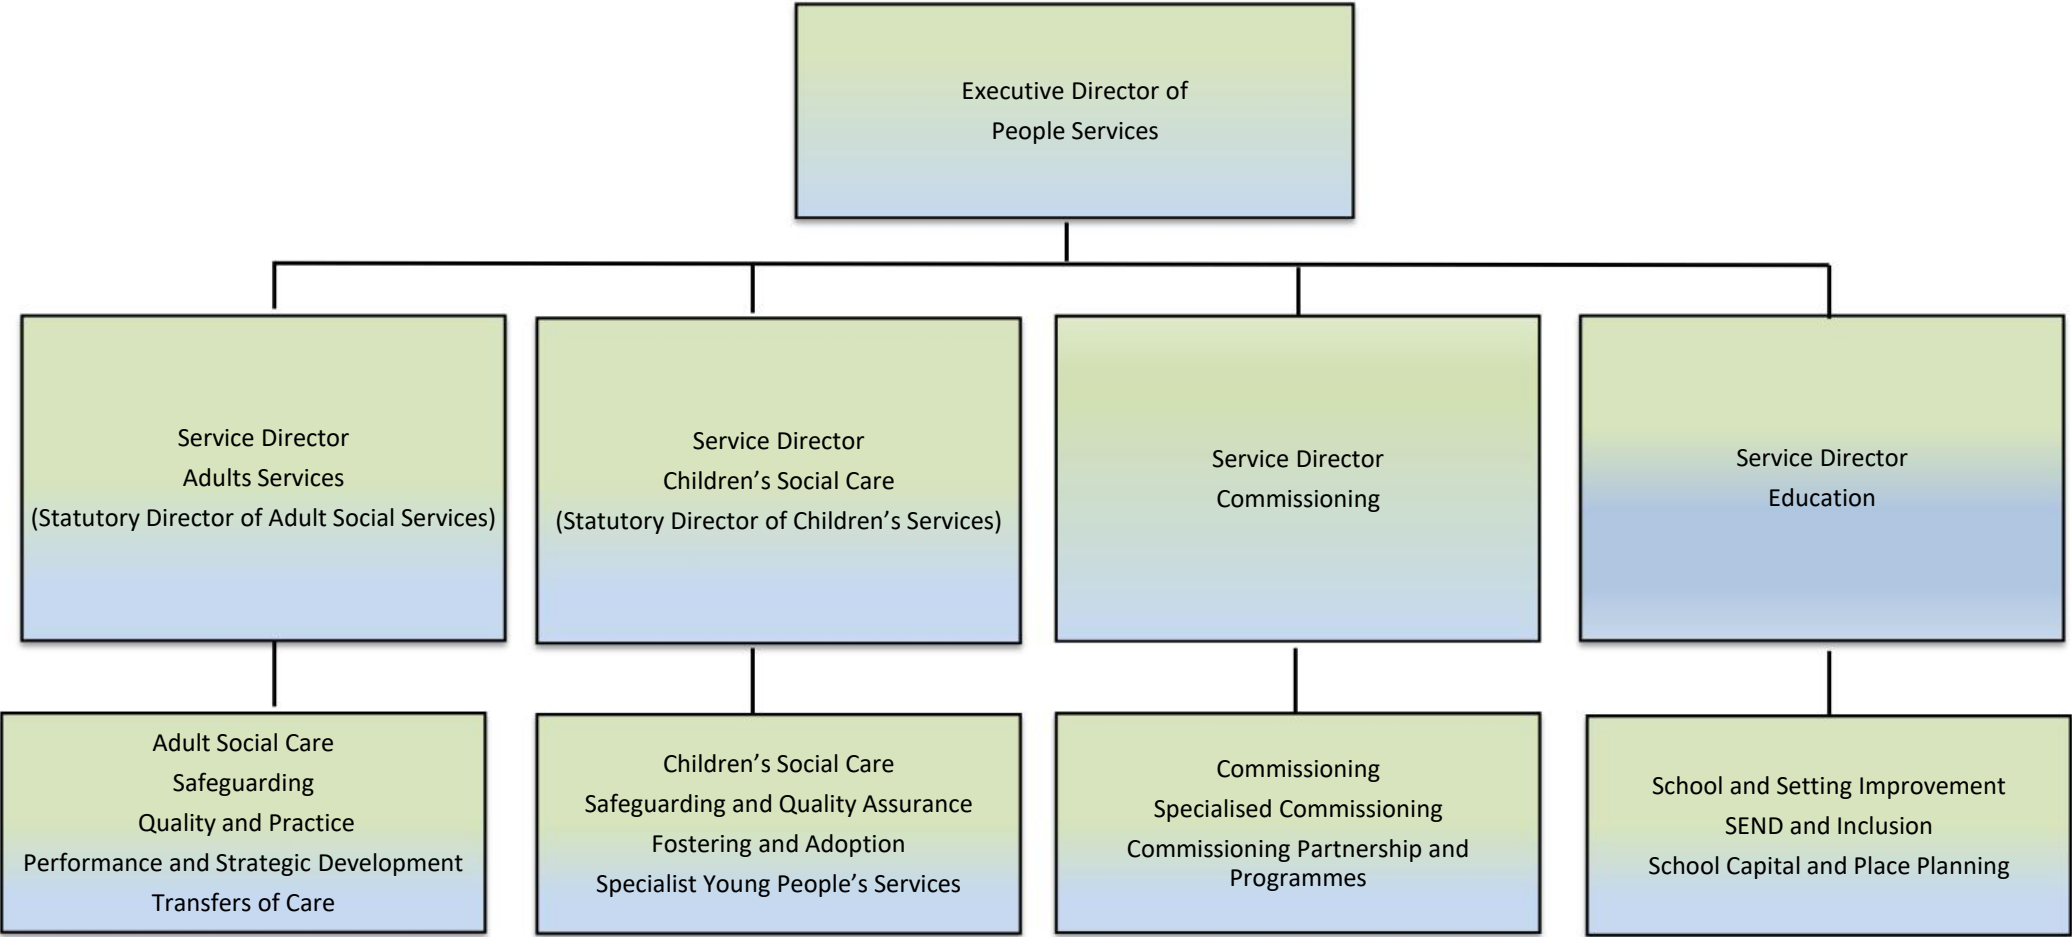 Executive Director of
People Services
Service Director
Adults Services
(Statutory Director of Adult Social Services)
Service Director
Children’s Social Care
(Statutory Director of Children’s Services)
Service Director
Commissioning
Service Director
Education
Adult Social Care
Safeguarding
Quality and Practice
Performance and Strategic Development
Transfers of Care
Children’s Social Care
Safeguarding and Quality Assurance
Fostering and Adoption
Specialist Young People’s Services
Commissioning
Specialised Commissioning
Commissioning Partnership and
Programmes
School and Setting Improvement
SEND and Inclusion
School Capital and Place Planning